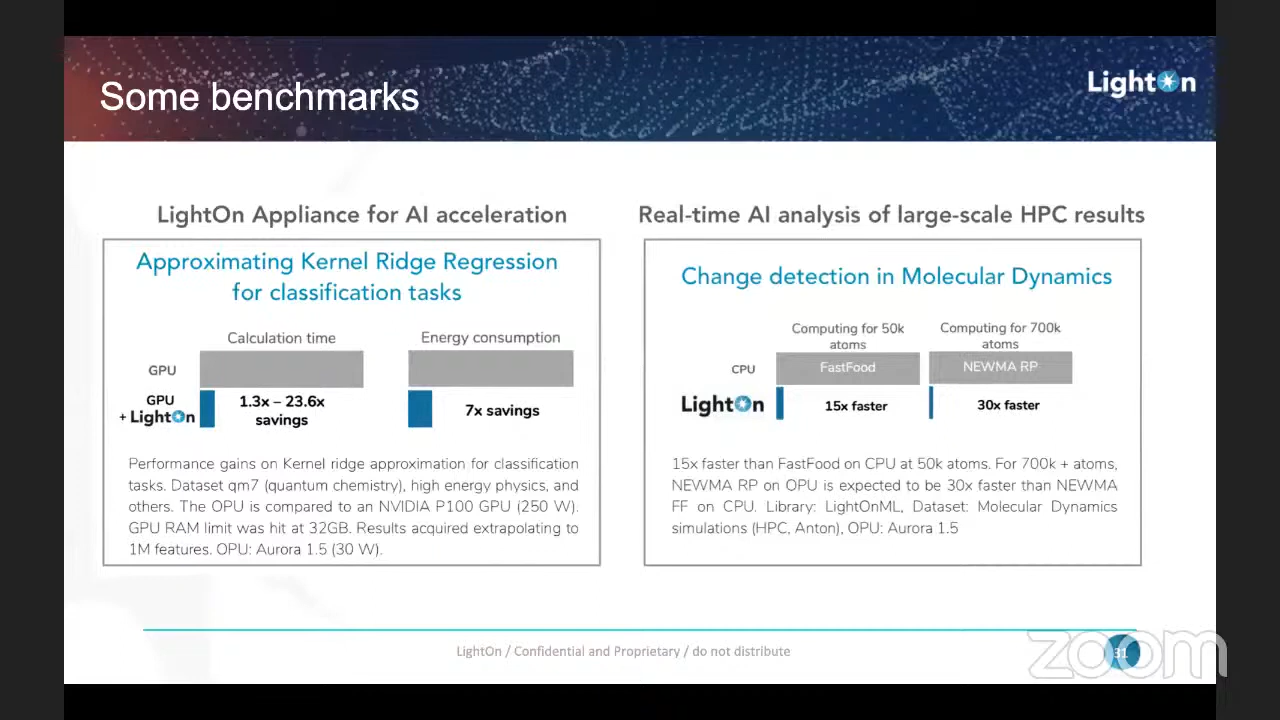 Some benchmarks
LightOn
LightOn Appliance for AI acceleration
Approximating Kernel Ridge Regression
for classification tasks
Calculation time
Energy consumption
GPU
GPU
+ LightOn
1.3x – 23.6x
savings
7x savings
Performance gains on Kernel ridge approximation for classification
tasks. Dataset qm7 (quantum chemistry), high energy physics, and
others. The OPU is compared to an NVIDIA P100 GPU (250 W).
GPU RAM limit was hit at 32GB. Results acquired extrapolating to
1M features. OPU: Aurora 1.5 (30 W).
Real-time AI analysis of large-scale HPC results
Change detection in Molecular Dynamics
Computing for 50k
atoms
Computing for 700k
atoms
CPU
FastFood
NEWMA RP
LightOn
15x faster
30x faster
15x faster than FastFood on CPU at 50k atoms. For 700k + atoms,
NEWMA RP on OPU is expected to be 30x faster than NEWMA
FF on CPU. Library: LightOnML, Dataset: Molecular Dynamics
simulations (HPC, Anton), OPU: Aurora 1.5
LightOn / Confidential and Proprietary / do not distribute
31
zoom